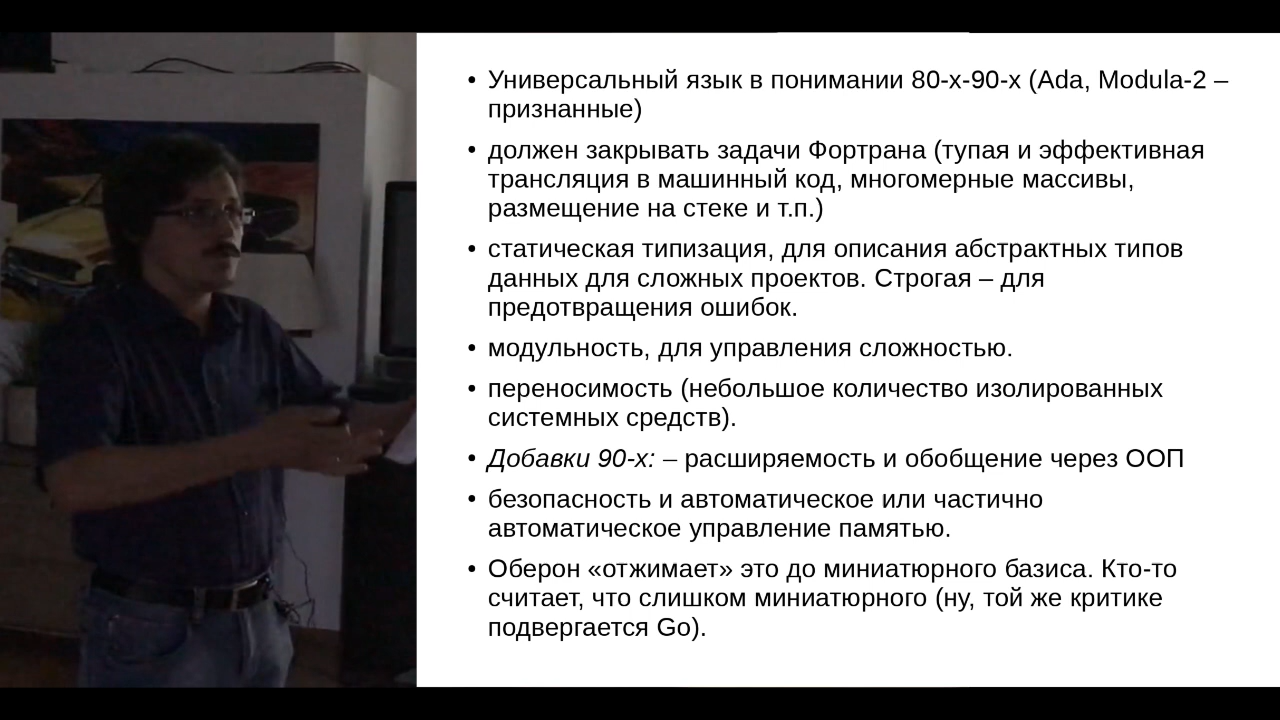 • Универсальный язык в понимании 80-х-90-х (Ada, Modula-2 –
признанные)
• должен закрывать задачи Фортрана (тупая и эффективная
трансляция в машинный код, многомерные массивы,
размещение на стеке и т.п.)
• статическая типизация, для описания абстрактных типов
данных для сложных проектов. Строгая – для
предотвращения ошибок.
• модульность, для управления сложностью.
• переносимость (небольшое количество изолированных
системных средств).
• Добавки 90-х: – расширяемость и обобщение через ООП
• безопасность и автоматическое или частично
автоматическое управление памятью.
• Оберон «отжимает» это до миниатюрного базиса. Кто-то
считает, что слишком миниатюрного (ну, той же критике
подвергается Go).